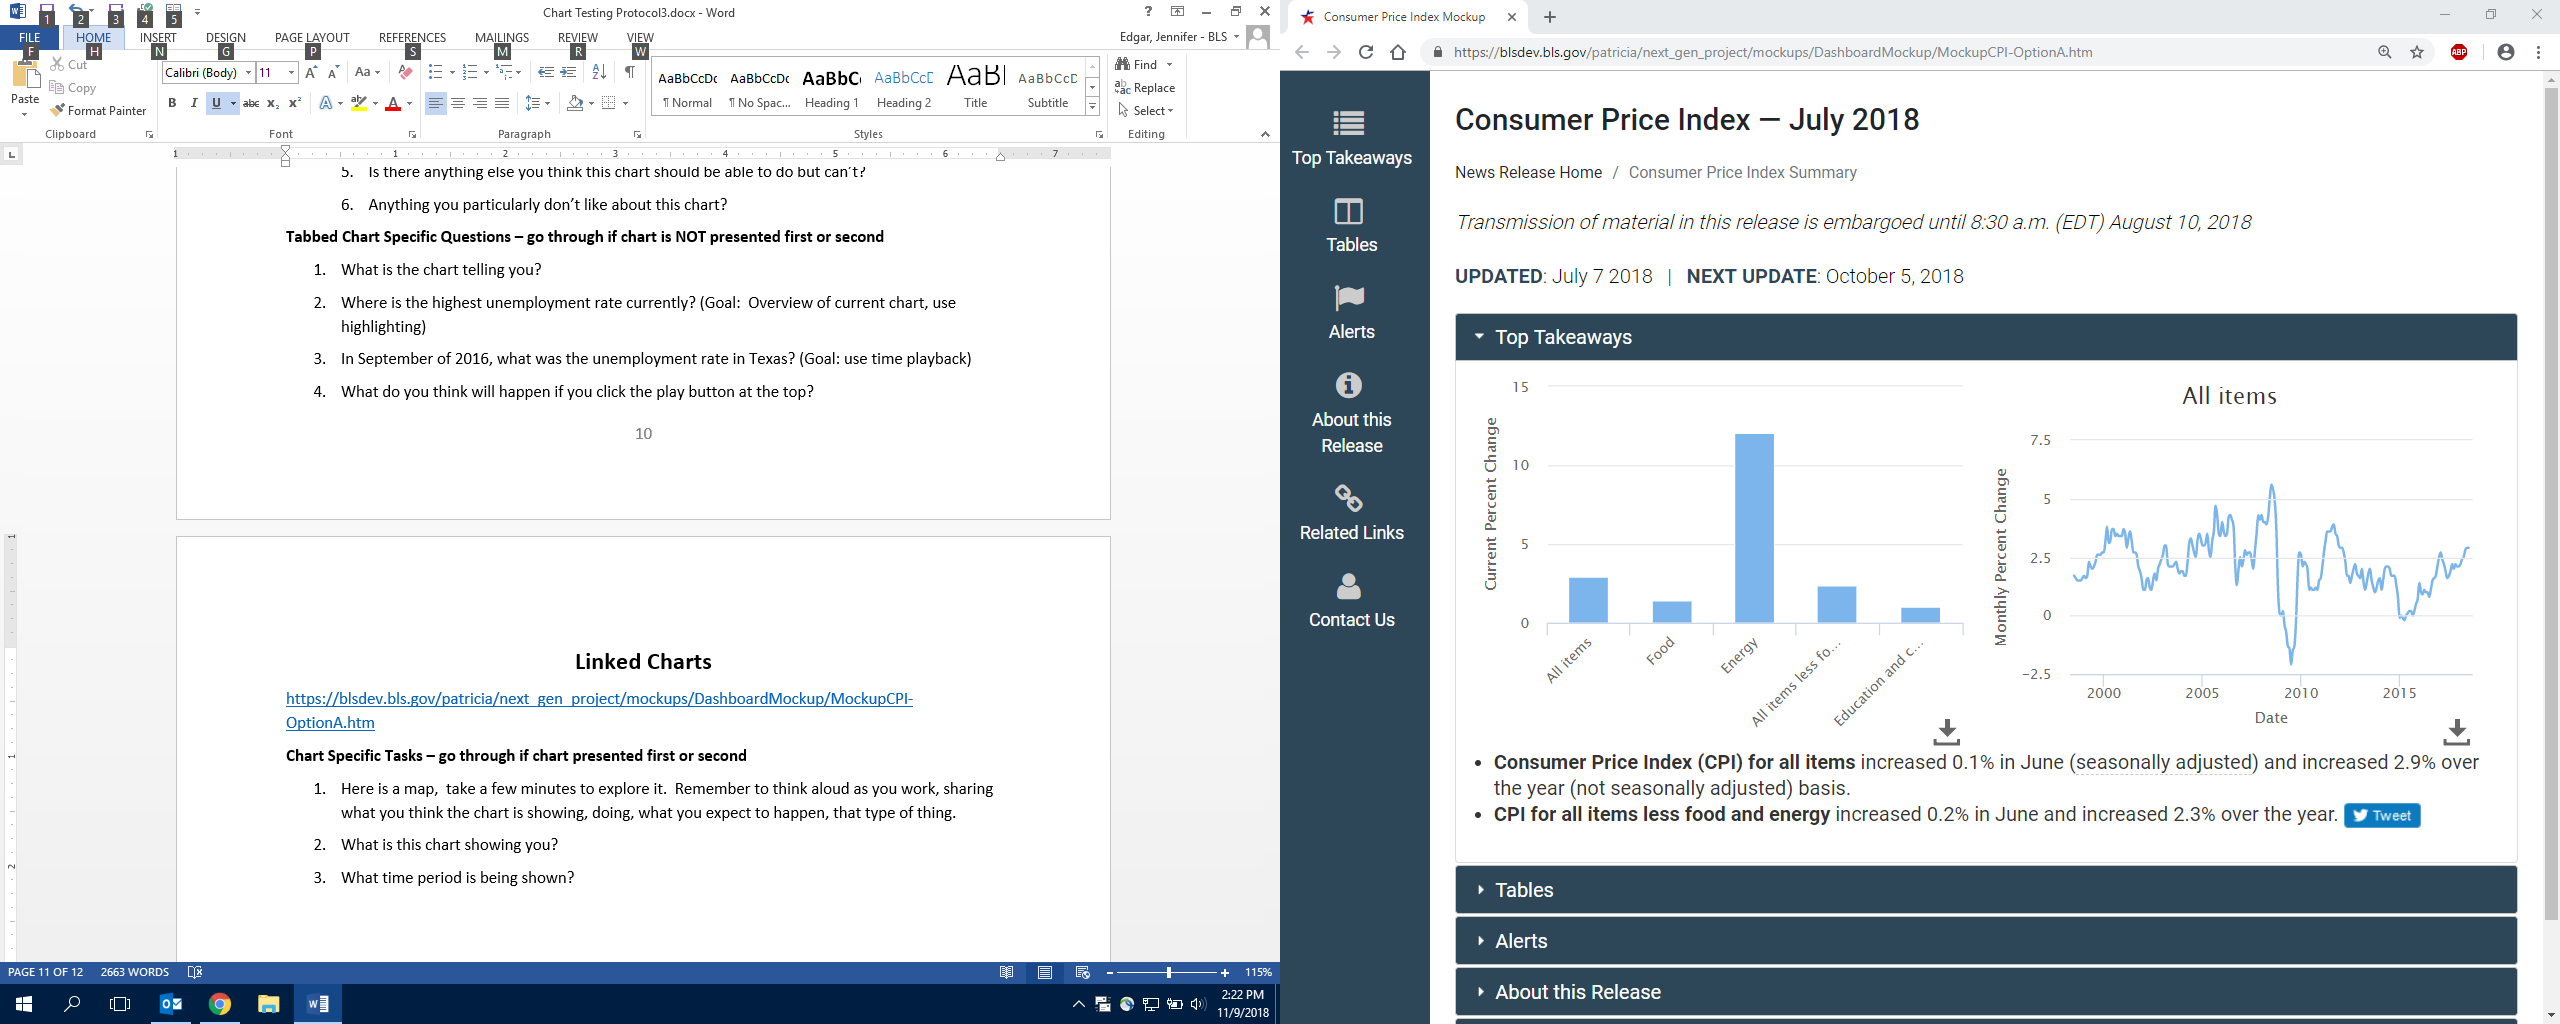 Chart Testing Protocol3.docx - Word
1 2 3 4 5
?
FILE HOME INSERT DESIGN PAGE LAYOUT REFERENCES MAILINGS REVIEW VIEW
Edgar, Jennifer - BLS
F H N G P S M R W
Paste
Cut
Copy
Format Painter
Clipboard
Calibri (Body) 11
Font
Paragraph
AaBbCcDc AaBbCcDc AaBbC AaBbCcD AaBl AaBbCcD
¶ Normal ¶ No Spac... Heading 1 Heading 2 Title Subtitle
Styles
Find
Replace
Select
Editing
1 1 2 3 4 5 6 7
5. Is there anything else you think this chart should be able to do but can’t?
6. Anything you particularly don’t like about this chart?
Tabbed Chart Specific Questions – go through if chart is NOT presented first or second
1. What is the chart telling you?
2. Where is the highest unemployment rate currently? (Goal: Overview of current chart, use
highlighting)
3. In September of 2016, what was the unemployment rate in Texas? (Goal: use time playback)
4. What do you think will happen if you click the play button at the top?
10
Linked Charts
https://blsdev.bls.gov/patricia/next_gen_project/mockups/DashboardMockup/MockupCPI-
OptionA.htm
Chart Specific Tasks – go through if chart presented first or second
1. Here is a map, take a few minutes to explore it. Remember to think aloud as you work, sharing
what you think the chart is showing, doing, what you expect to happen, that type of thing.
2. What is this chart showing you?
3. What time period is being shown?
PAGE 11 OF 12 2663 WORDS
115%
2:22 PM
11/9/2018
Consumer Price Index Mockup
https://blsdev.bls.gov/patricia/next_gen_project/mockups/DashboardMockup/MockupCPI-OptionA.htm
ABP
Top Takeaways
Tables
Alerts
About this
Release
Related Links
Contact Us
Consumer Price Index — July 2018
News Release Home / Consumer Price Index Summary
Transmission of material in this release is embargoed until 8:30 a.m. (EDT) August 10, 2018
UPDATED: July 7 2018 | NEXT UPDATE: October 5, 2018
Top Takeaways
Current Percent Change
15
10
5
0
All items
Food
Energy
All items less fo...
Education and c...
All items
Monthly Percent Change
7.5
5
2.5
0
−2.5
2000 2005 2010 2015
Date
• Consumer Price Index (CPI) for all items increased 0.1% in June (seasonally adjusted) and increased 2.9% over
the year (not seasonally adjusted) basis.
• CPI for all items less food and energy increased 0.2% in June and increased 2.3% over the year. Tweet
Tables
Alerts
About this Release